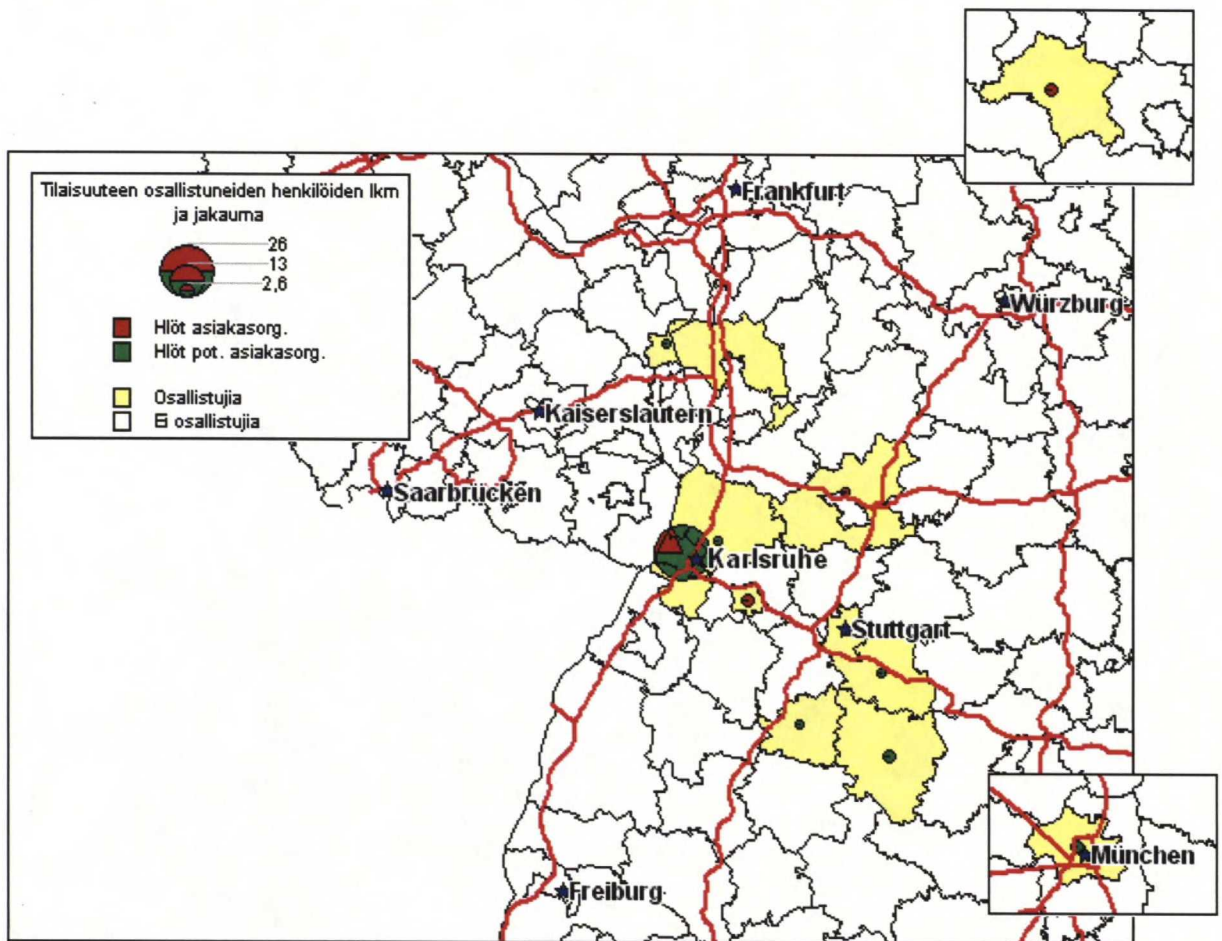 Tilaisuuteen osallistuneiden henkilöiden lkm
ja jakauma
26
13
2,6
Hlöt asiakasorg.
Hlöt pot. asiakasorg.
Osallistujia
Ei osallistujia
Frankfurt
Würzburg
Kaiserslautern
Saarbrücken
Karlsruhe
Stuttgart
München
Freiburg